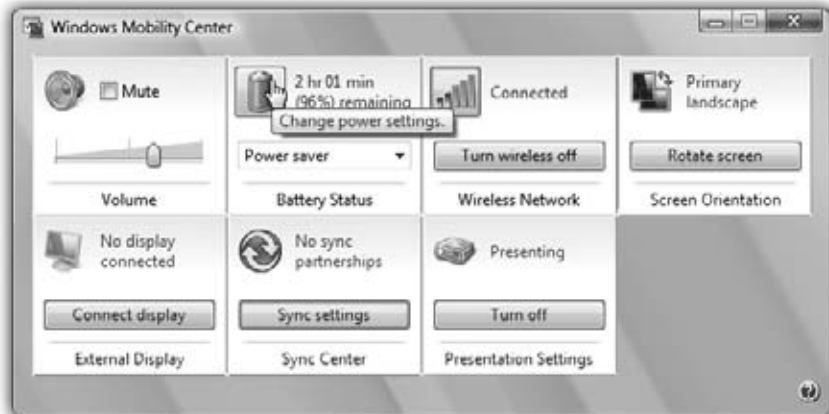 Windows Mobility Center
Mute
Volume
2 hr 01 min
(96%) remaining
Change power settings.
Power saver
Battery Status
Connected
Turn wireless off
Wireless Network
Primary
landscape
Rotate screen
Screen Orientation
No display
connected
Connect display
External Display
No sync
partnerships
Sync settings
Sync Center
Presenting
Turn off
Presentation Settings